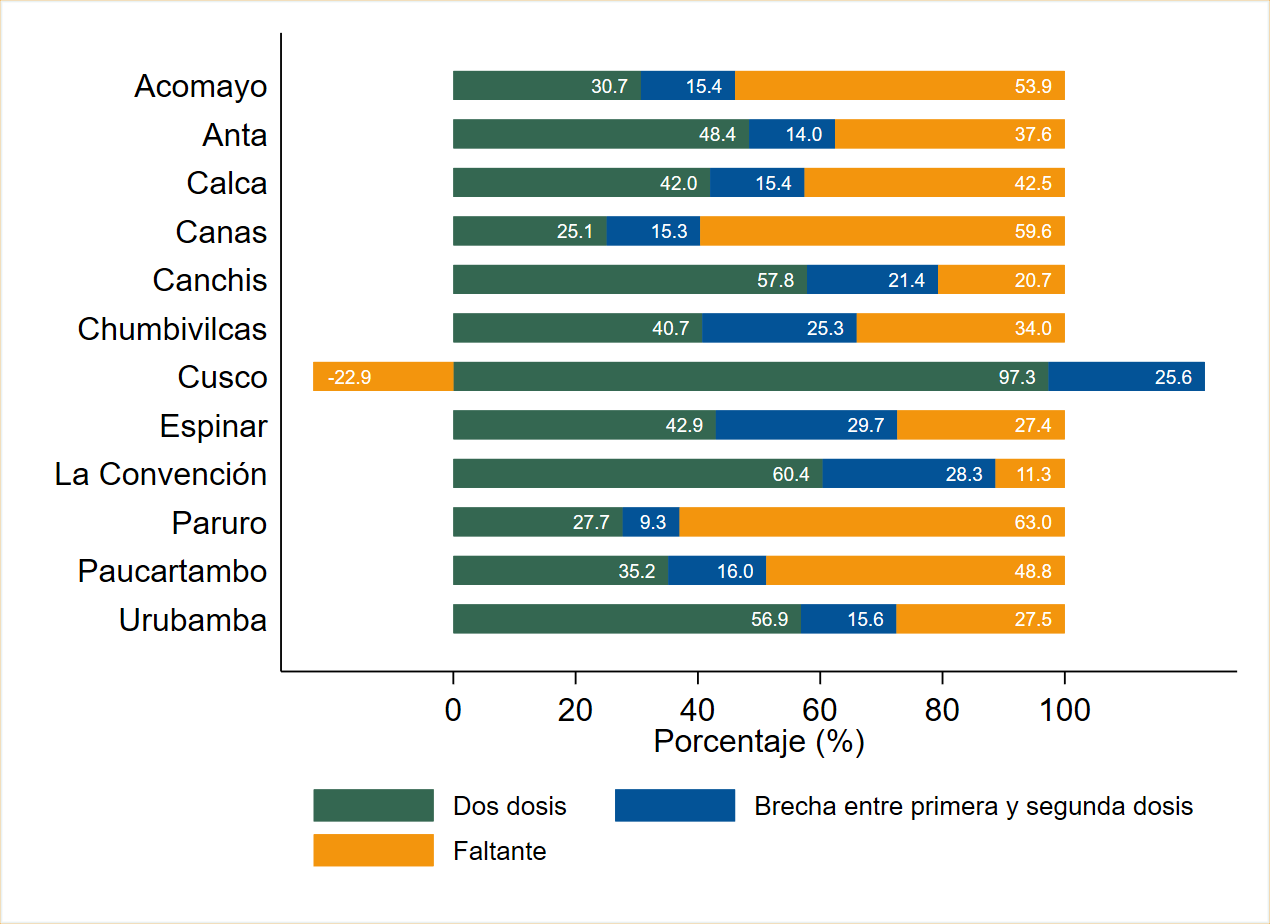 Acomayo 30.7 15.4 53.9
Anta 48.4 14.0 37.6
Calca 42.0 15.4 42.5
Canas 25.1 15.3 59.6
Canchis 57.8 21.4 20.7
Chumbivilcas 40.7 25.3 34.0
Cusco -22.9 97.3 25.6
Espinar 42.9 29.7 27.4
La Convención 60.4 28.3 11.3
Paruro 27.7 9.3 63.0
Paucartambo 35.2 16.0 48.8
Urubamba 56.9 15.6 27.5
0 20 40 60 80 100
Porcentaje (%)
Dos dosis Brecha entre primera y segunda dosis
Faltante